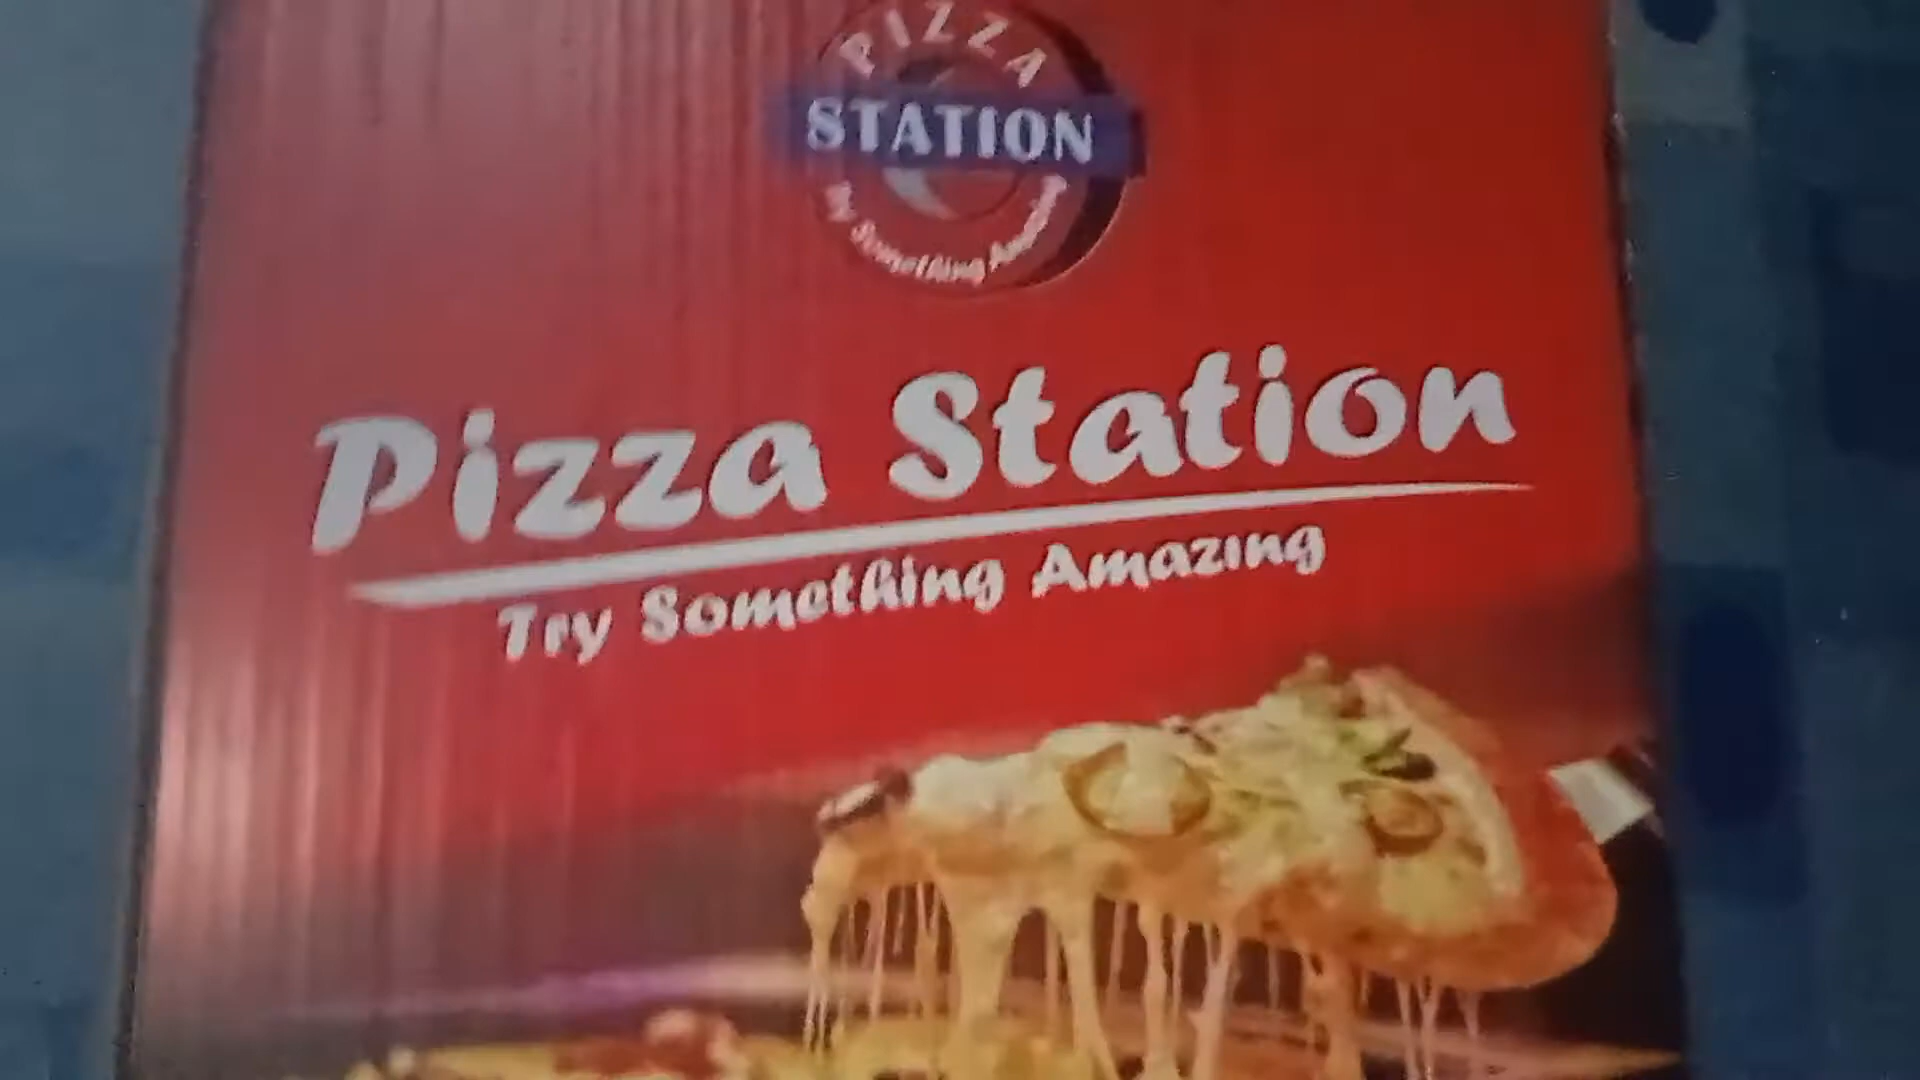 PIZZA
STATION
Try Something Amazing
Pizza Station
Try Something Amazing